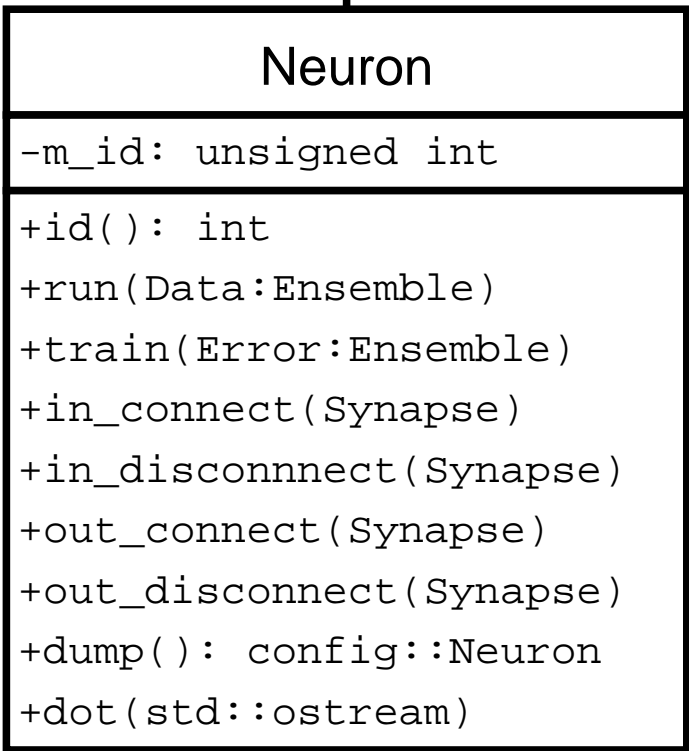 Neuron
-m_id: unsigned int
+id(): int
+run(Data:Ensemble)
+train(Error:Ensemble)
+in_connect(Synapse)
+in_disconnnect(Synapse)
+out_connect(Synapse)
+out_disconnect(Synapse)
+dump(): config::Neuron
+dot(std::ostream)